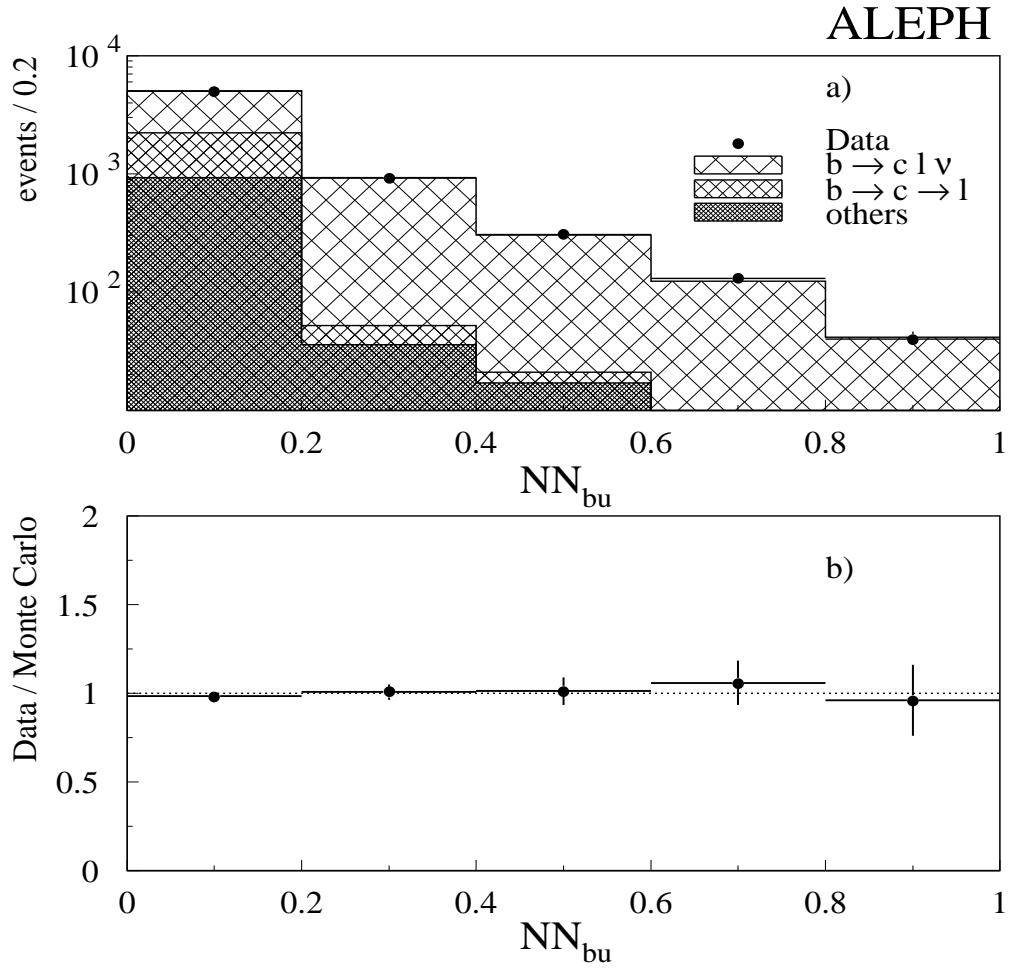 ALEPH
events / 0.2
10 4
10 3
10 2
a)
Data
b → c l ν
b → c → l
others
0 0.2 0.4 0.6 0.8 1
NNbu
Data / Monte Carlo
2
1.5
1
0.5
0
b)
0 0.2 0.4 0.6 0.8 1
NNbu